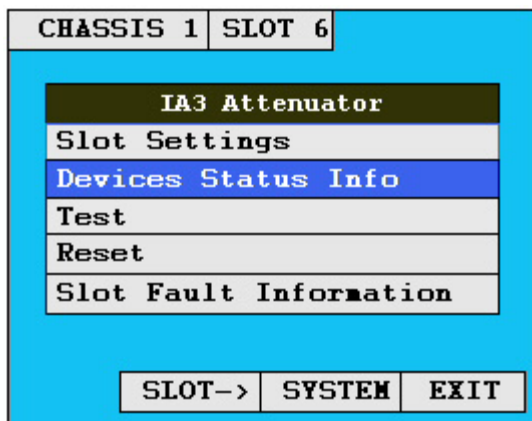 CHASSIS 1 SLOT 6
IA3 Attenuator
Slot Settings
Devices Status Info
Test
Reset
Slot Fault Information
SLOT-> SYSTEM EXIT